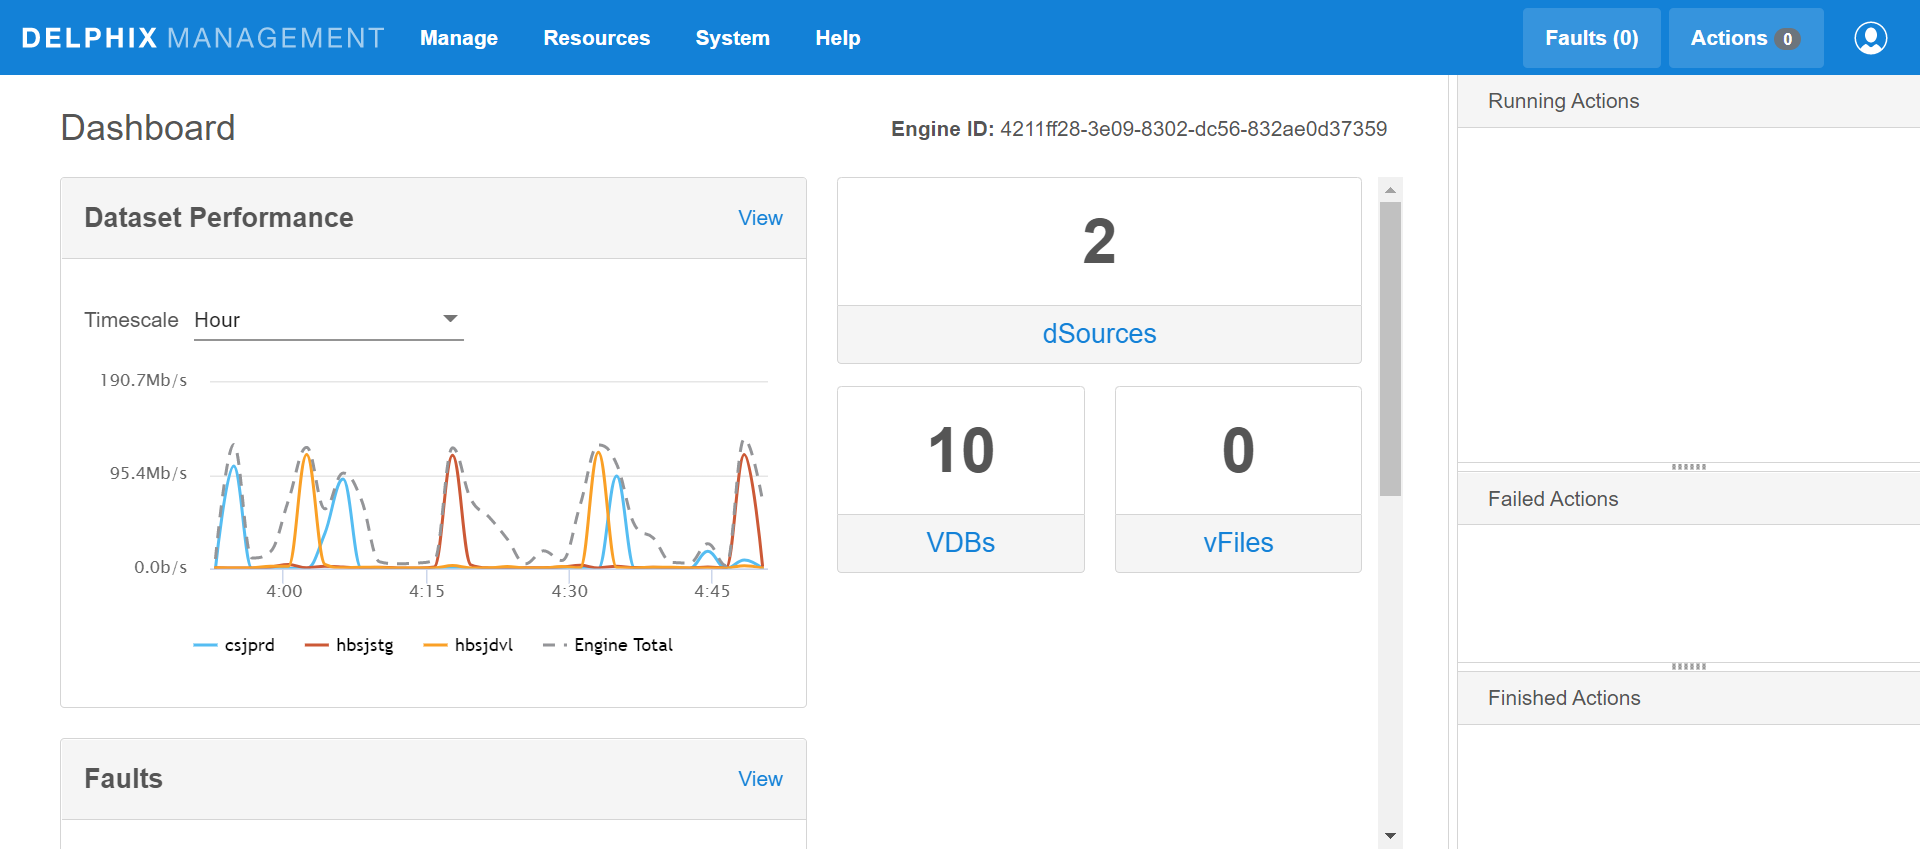 DELPHIX MANAGEMENT Manage Resources System Help Faults (0) Actions 0
Dashboard
Engine ID: 4211ff28-3e09-8302-dc56-832ae0d37359
Dataset Performance View
Timescale Hour
190.7Mb/s
95.4Mb/s
0.0b/s
4:00 4:15 4:30 4:45
csjprd hbsjstg hbsjdvl Engine Total
Faults View
2
dSources
10
VDBs
0
vFiles
Running Actions
Failed Actions
Finished Actions